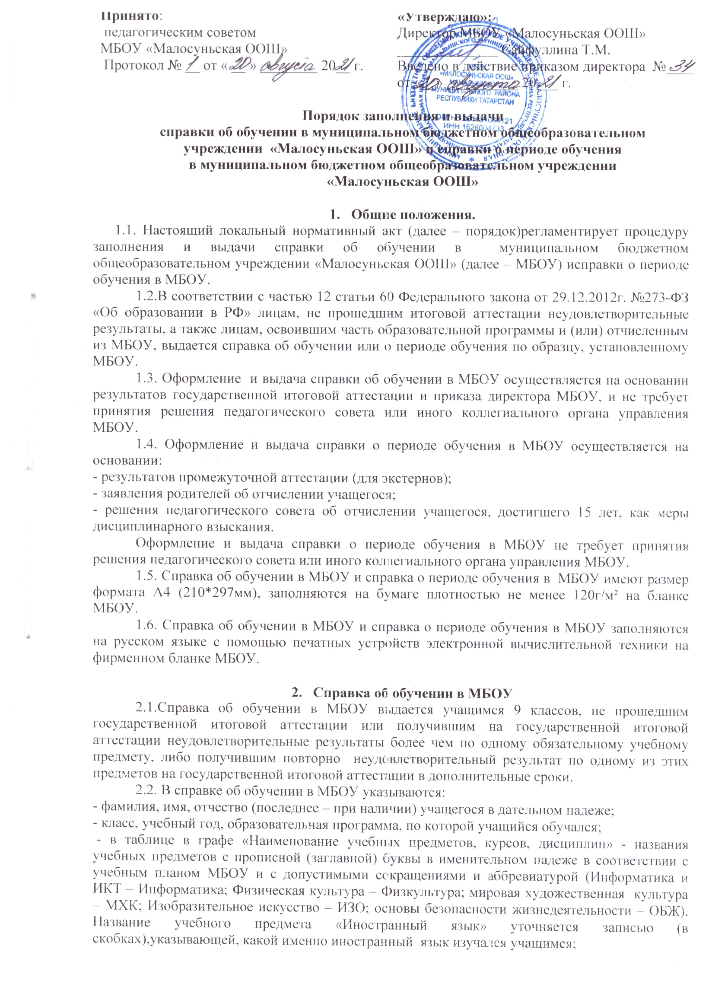 Принято:
педагогическим советом
МБОУ «Малосуньская ООШ»
Протокол № 1 от «20» августа 2021 г.
«Утверждаю»:
Директор МБОУ «Малосуньская ООШ»
Сайфуллина Т.М.
Введено в действие приказом директора № 34
от «20» августа 2021 г.
«МАЛОСУНЬСКАЯ ООШ»
МАМАДЫШСКОГО
МУНИЦИПАЛЬНОГО РАЙОНА
РЕСПУБЛИКИ ТАТАРСТАН
ИНН 1626004733
Порядок заполнения и выдачи
справки об обучении в муниципальном бюджетном общеобразовательном
учреждении «Малосуньская ООШ» и справки о периоде обучения
в муниципальном бюджетном общеобразовательном учреждении
«Малосуньская ООШ»
1. Общие положения.
1.1. Настоящий локальный нормативный акт (далее – порядок)регламентирует процедуру
заполнения и выдачи справки об обучении в муниципальном бюджетном
общеобразовательном учреждении «Малосуньская ООШ» (далее – МБОУ) исправки о периоде
обучения в МБОУ.
1.2.В соответствии с частью 12 статьи 60 Федерального закона от 29.12.2012г. №273-ФЗ
«Об образовании в РФ» лицам, не прошедшим итоговой аттестации неудовлетворительные
результаты, а также лицам, освоившим часть образовательной программы и (или) отчисленным
из МБОУ, выдается справка об обучении или о периоде обучения по образцу, установленному
МБОУ.
1.3. Оформление и выдача справки об обучении в МБОУ осуществляется на основании
результатов государственной итоговой аттестации и приказа директора МБОУ, и не требует
принятия решения педагогического совета или иного коллегиального органа управления
МБОУ.
1.4. Оформление и выдача справки о периоде обучения в МБОУ осуществляется на
основании:
- результатов промежуточной аттестации (для экстернов);
- заявления родителей об отчислении учащегося;
- решения педагогического совета об отчислении учащегося, достигшего 15 лет, как меры
дисциплинарного взыскания.
Оформление и выдача справки о периоде обучения в МБОУ не требует принятия
решения педагогического совета или иного коллегиального органа управления МБОУ.
1.5. Справка об обучении в МБОУ и справка о периоде обучения в МБОУ имеют размер
формата А4 (210*297мм), заполняются на бумаге плотностью не менее 120г/м² на бланке
МБОУ.
1.6. Справка об обучении в МБОУ и справка о периоде обучения в МБОУ заполняются
на русском языке с помощью печатных устройств электронной вычислительной техники на
фирменном бланке МБОУ.
2. Справка об обучении в МБОУ
2.1.Справка об обучении в МБОУ выдается учащимся 9 классов, не прошедшим
государственной итоговой аттестации или получившим на государственной итоговой
аттестации неудовлетворительные результаты более чем по одному обязательному учебному
предмету, либо получившим повторно неудовлетворительный результат по одному из этих
предметов на государственной итоговой аттестации в дополнительные сроки.
2.2. В справке об обучении в МБОУ указываются:
- фамилия, имя, отчество (последнее – при наличии) учащегося в дательном падеже;
- класс, учебный год, образовательная программа, по которой учащийся обучался;
- в таблице в графе «Наименование учебных предметов, курсов, дисциплин» - названия
учебных предметов с прописной (заглавной) буквы в именительном падеже в соответствии с
учебным планом МБОУ и с допустимыми сокращениями и аббревиатурой (Информатика и
ИКТ – Информатика; Физическая культура – Физкультура; мировая художественная культура
– МХК; Изобразительное искусство – ИЗО; основы безопасности жизнедеятельности – ОБЖ).
Название учебного предмета «Иностранный язык» уточняется записью (в
скобках),указывающей, какой именно иностранный язык изучался учащимся;